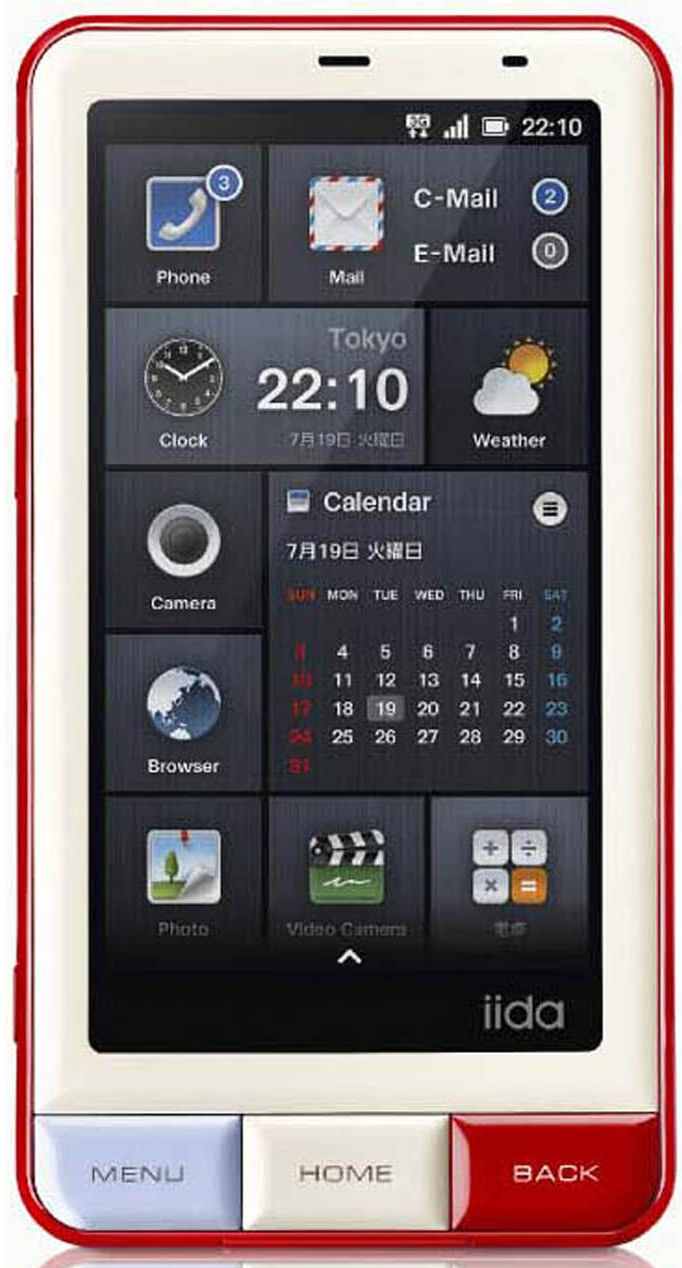 3G 22:10
3
Phone
Mail
C-Mail 2
E-Mail 0
Tokyo
22:10
7月19日 火曜日
Clock
Weather
Camera
Calendar
7月19日 火曜日
SUN MON TUE WED THU FRI SAT
1 2
3 4 5 6 7 8 9
10 11 12 13 14 15 16
17 18 19 20 21 22 23
24 25 26 27 28 29 30
31
Browser
Photo
Video Camera
電卓
iida
MENU HOME BACK